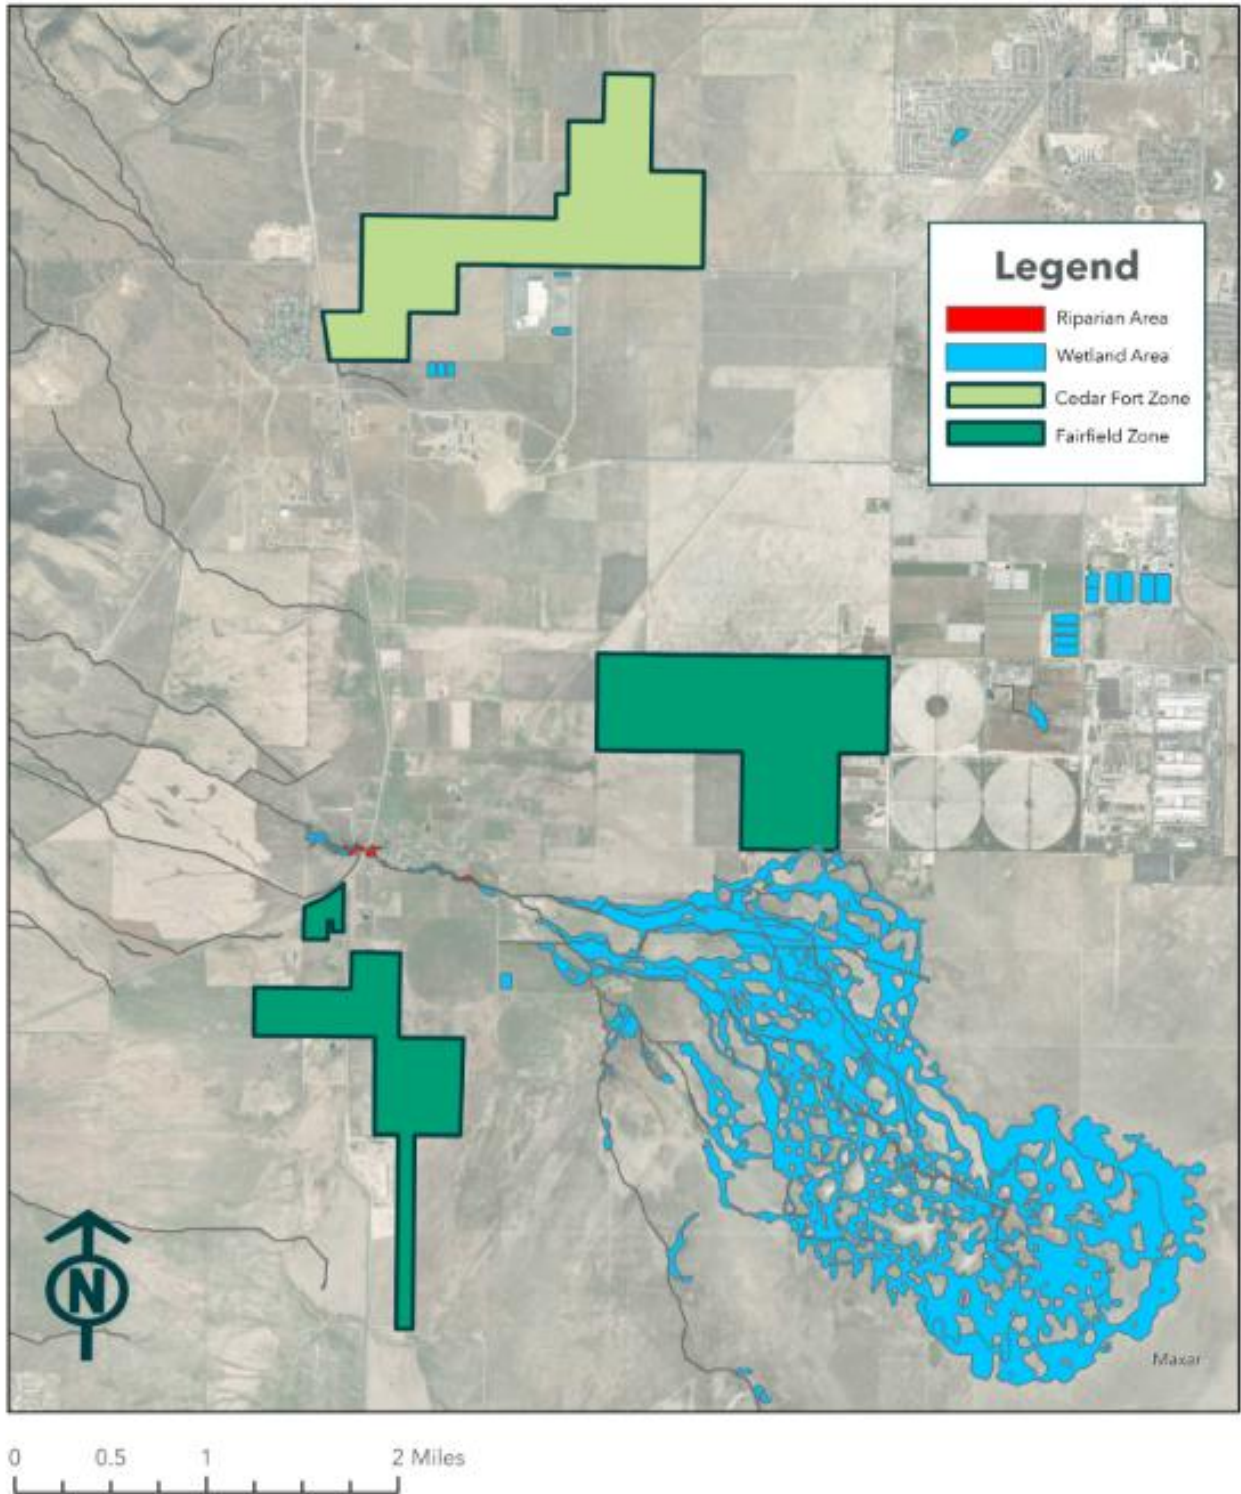 Legend
Riparian Area
Wetland Area
Cedar Fort Zone
Fairfield Zone
N
Maxar
0 0.5 1 2 Miles